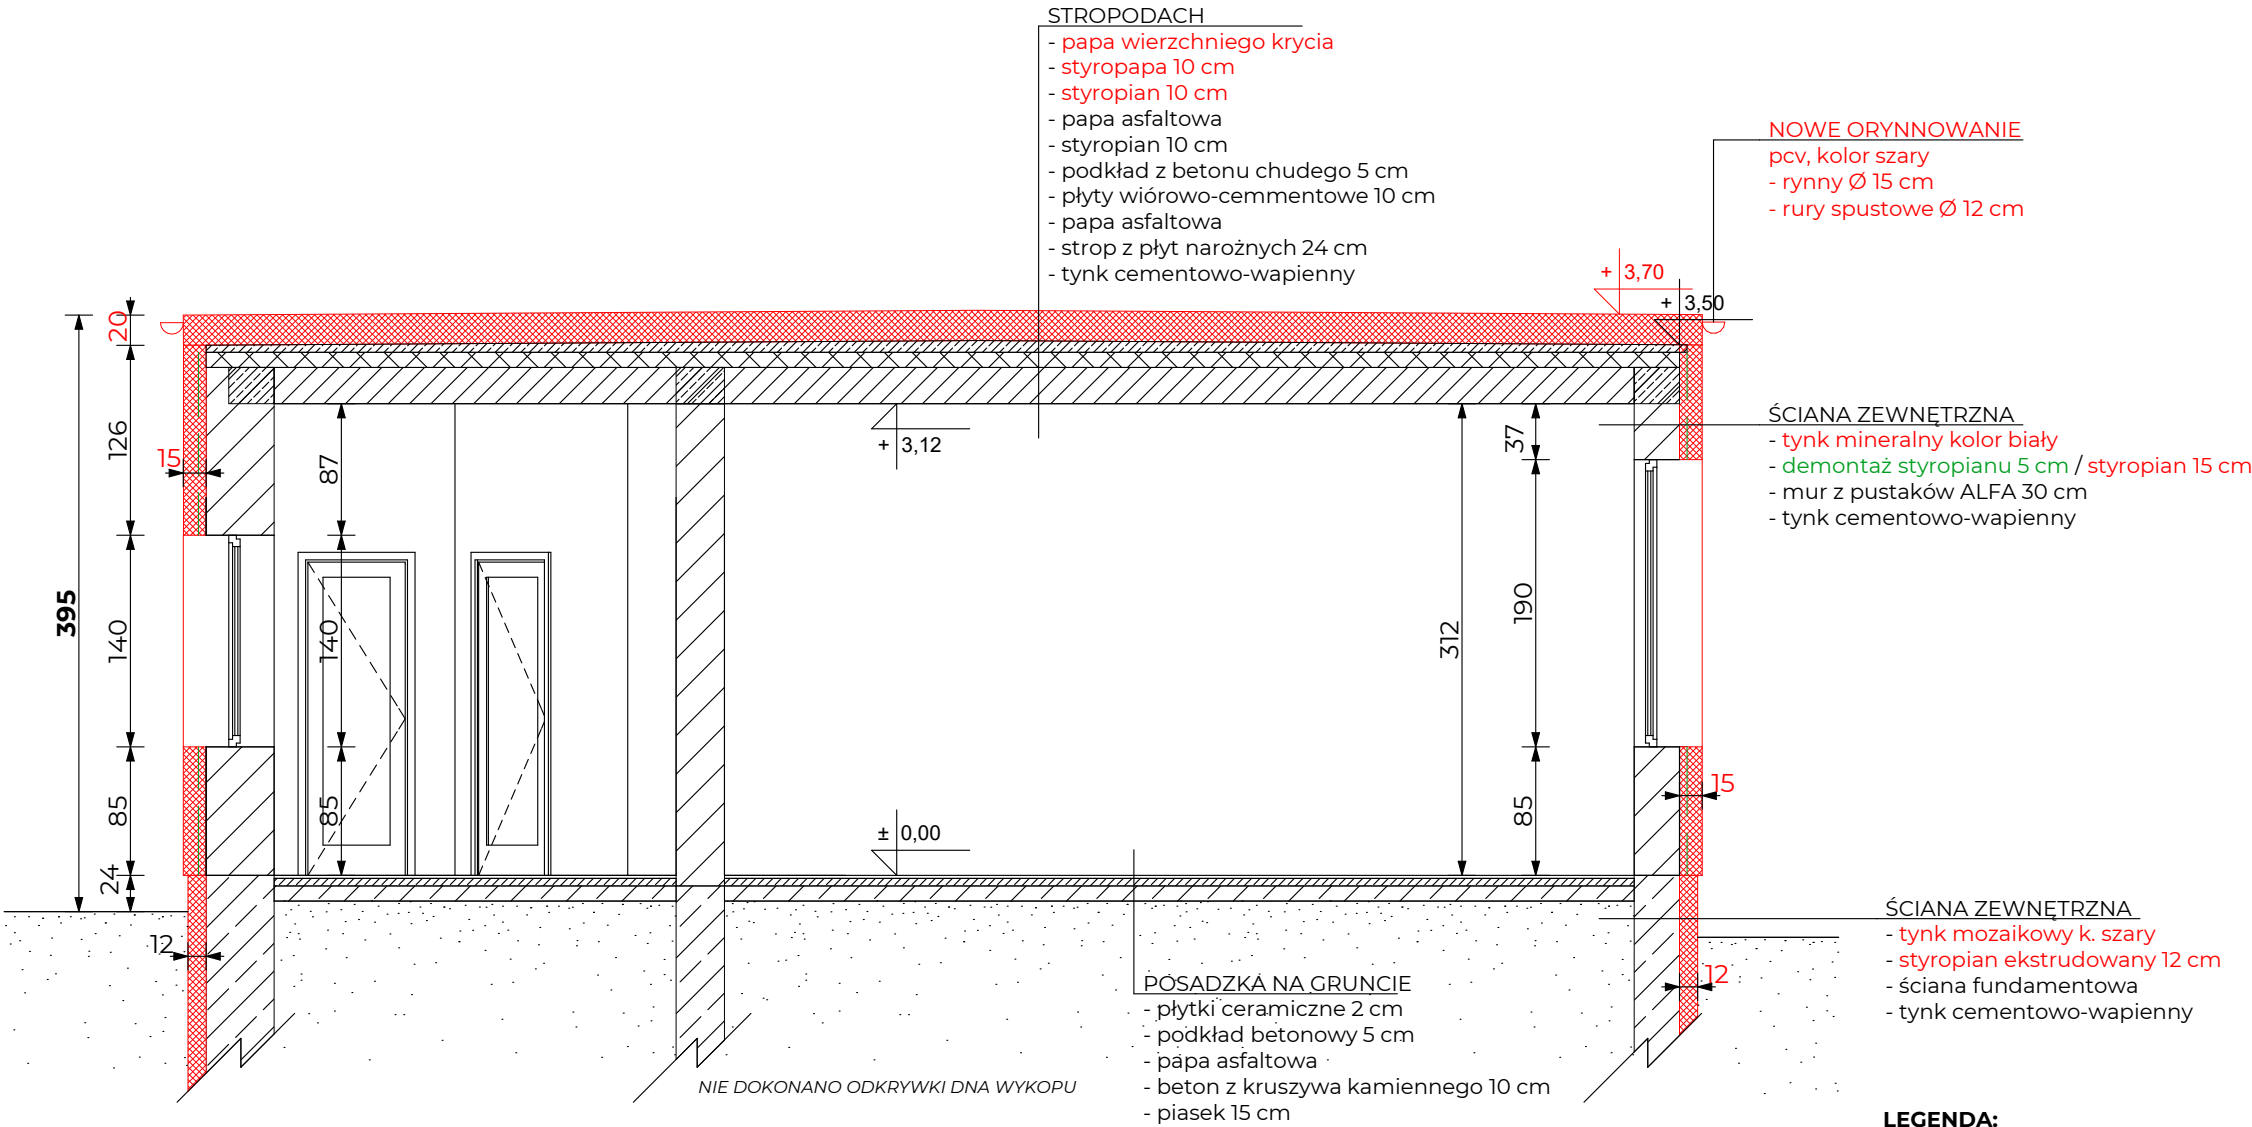 STROPODACH
- papa wierzchniego krycia
- styropapa 10 cm
- styropian 10 cm
- papa asfaltowa
- styropian 10 cm
- podkład z betonu chudego 5 cm
- płyty wiórowo-cemmentowe 10 cm
- papa asfaltowa
- strop z płyt narożnych 24 cm
- tynk cementowo-wapienny
NOWE ORYNNOWANIE
pcv, kolor szary
- rynny Ø 15 cm
- rury spustowe Ø 12 cm
+ 3,70
+ 3,50
20
126
15
87
+ 3,12
37
ŚCIANA ZEWNĘTRZNA
- tynk mineralny kolor biały
- demontaż styropianu 5 cm / styropian 15 cm
- mur z pustaków ALFA 30 cm
- tynk cementowo-wapienny
395
140
140
312
190
85
85
± 0,00
85
15
24
12
12
ŚCIANA ZEWNĘTRZNA
- tynk mozaikowy k. szary
- styropian ekstrudowany 12 cm
- ściana fundamentowa
- tynk cementowo-wapienny
POSADZKA NA GRUNCIE
- płytki ceramiczne 2 cm
- podkład betonowy 5 cm
- papa asfaltowa
- beton z kruszywa kamiennego 10 cm
- piasek 15 cm
NIE DOKONANO ODKRYWKI DNA WYKOPU
LEGENDA: